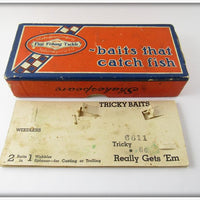 Fine Fishing Tackle
-baits that
catch fish
Shakespeare
TRICKY BAITS
WEEDLESS
6611
Tricky
2 Baits in 1 Wobbler Spinner-for Casting or Trolling
Really Gets 'Em